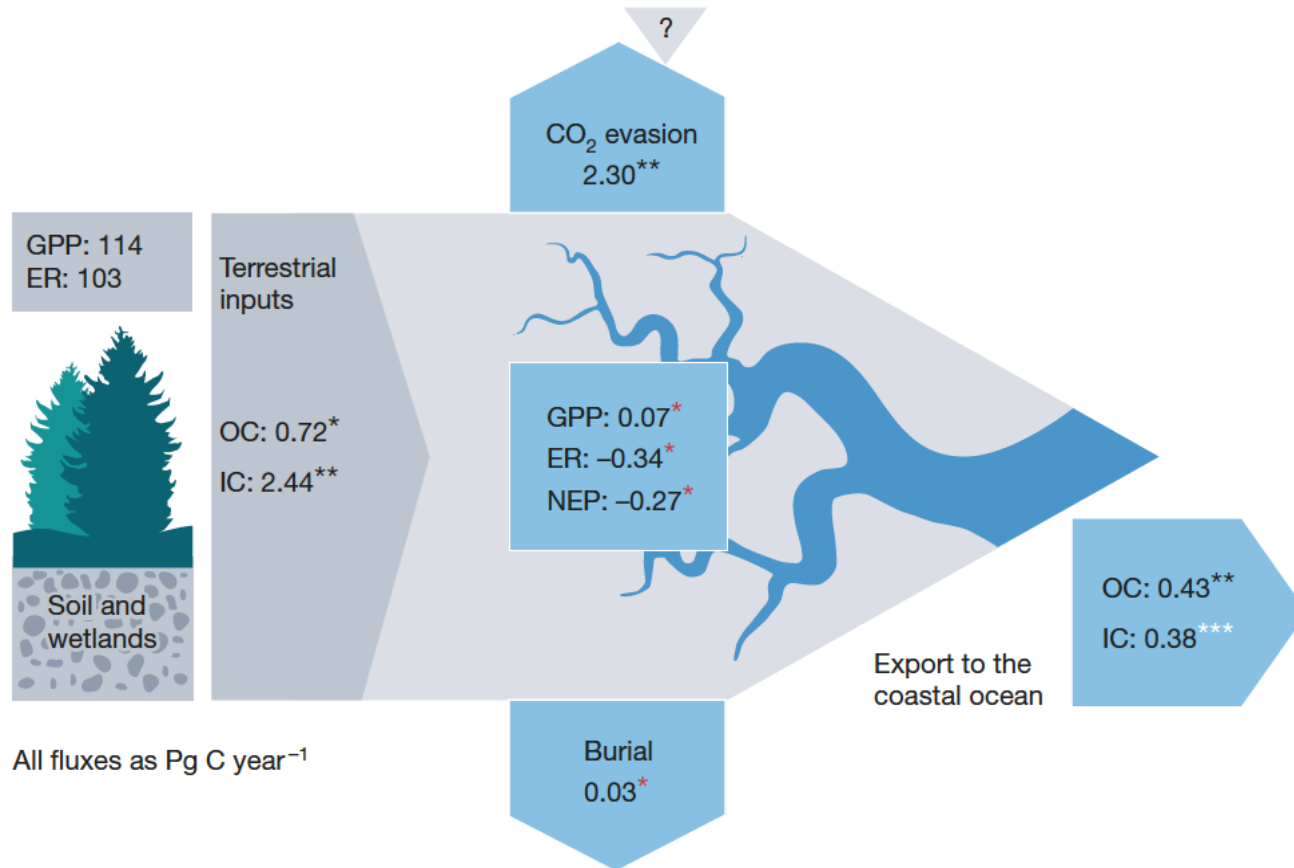 ?
CO₂ evasion
2.30**
GPP: 114
ER: 103
Terrestrial
inputs
OC: 0.72*
IC: 2.44**
GPP: 0.07*
ER: –0.34*
NEP: –0.27*
Soil and
wetlands
OC: 0.43**
IC: 0.38***
Export to the
coastal ocean
All fluxes as Pg C year⁻¹
Burial
0.03*